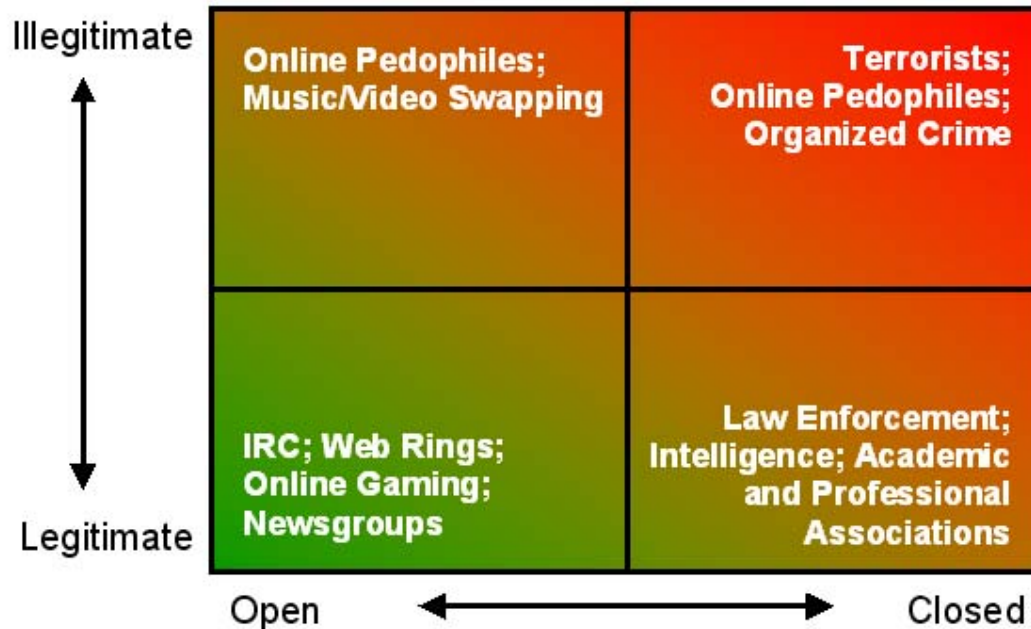 Illegitimate
Online Pedophiles;
Music/Video Swapping
Terrorists;
Online Pedophiles;
Organized Crime
IRC; Web Rings;
Online Gaming;
Newsgroups
Law Enforcement;
Intelligence; Academic
and Professional
Associations
Legitimate
Open
Closed